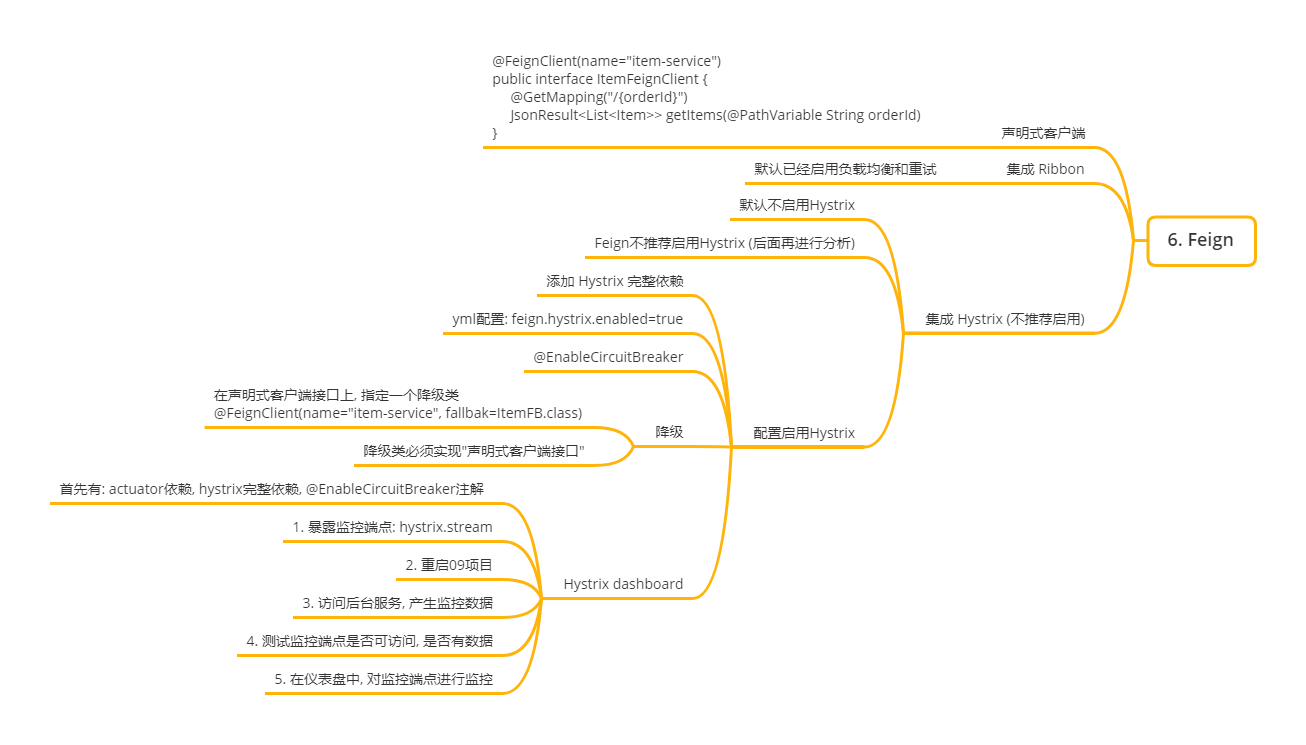 @FeignClient(name="item-service")
public interface ItemFeignClient {
@GetMapping("/{orderId}")
JsonResult<List<Item>> getItems(@PathVariable String orderId)
}
声明式客户端
默认已经启用负载均衡和重试
集成 Ribbon
默认不启用Hystrix
6. Feign
Feign不推荐启用Hystrix (后面再进行分析)
添加 Hystrix 完整依赖
yml配置: feign.hystrix.enabled=true
集成 Hystrix (不推荐启用)
@EnableCircuitBreaker
在声明式客户端接口上, 指定一个降级类
@FeignClient(name="item-service", fallbak=ItemFB.class)
降级
配置启用Hystrix
降级类必须实现"声明式客户端接口"
首先有: actuator依赖, hystrix完整依赖, @EnableCircuitBreaker注解
1. 暴露监控端点: hystrix.stream
2. 重启09项目
Hystrix dashboard
3. 访问后台服务, 产生监控数据
4. 测试监控端点是否可访问, 是否有数据
5. 在仪表盘中, 对监控端点进行监控